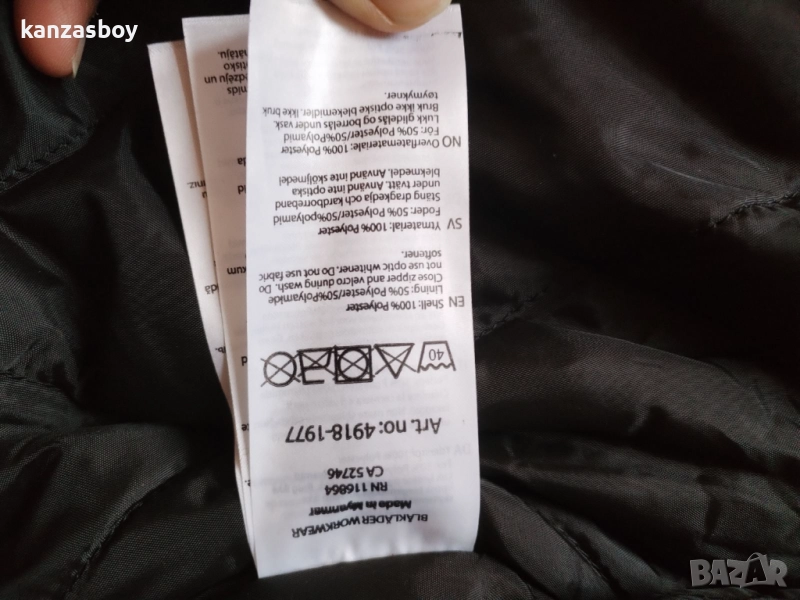 kanzasboy
BLÅKLÄDER WORKWEAR
Made in Myanmar
RN 116864
CA 52746
Art. no: 4918-1977
40
EN Shell: 100% Polyester
Lining: 50% Polyester/50%Polyamide
Close zipper and velcro during wash. Do
not use optic whitener. Do not use fabric
softener.
SV Ytmaterial: 100% Polyester
Foder: 50% Polyester/50%polyamid
Stäng dragkedja och kardborreband
under tvätt. Använd inte optiska
blekmedel. Använd inte sköljmedel
NO Overflatemateriale: 100% Polyester
Fôr: 50% Polyester/50%Polyamid
Lukk glidelås og borrelås under vask.
Bruk ikke optiske blekemidler. Ikke bruk
tøymykner.
BAZAR